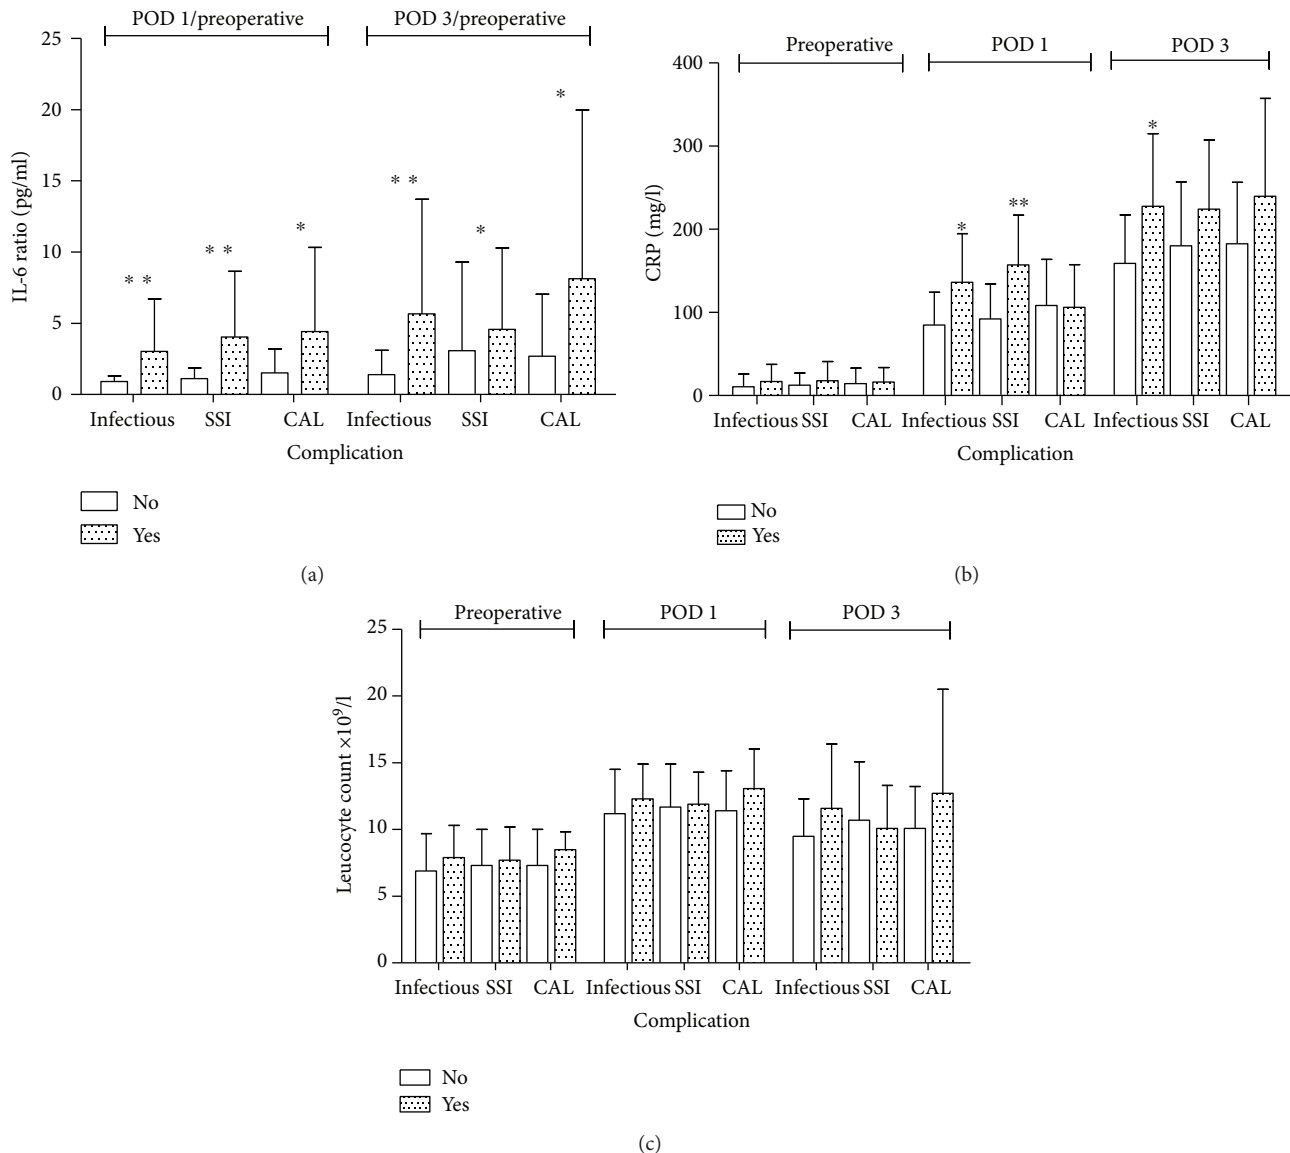 POD 1/preoperative
POD 3/preoperative
25
20
15
10
5
0
IL-6 ratio (pg/ml)
* *
* *
*
* *
*
*
Infectious
SSI
CAL
Infectious
SSI
CAL
Complication
No
Yes
(a)
Preoperative
POD 1
POD 3
400
300
200
100
0
CRP (mg/l)
*
**
*
Infectious SSI
CAL
Infectious SSI
CAL
Infectious SSI
CAL
Complication
No
Yes
(b)
Preoperative
POD 1
POD 3
25
20
15
10
5
0
Leucocyte count ×10⁹/l
Infectious SSI
CAL
Infectious SSI
CAL
Infectious SSI
CAL
Complication
No
Yes
(c)